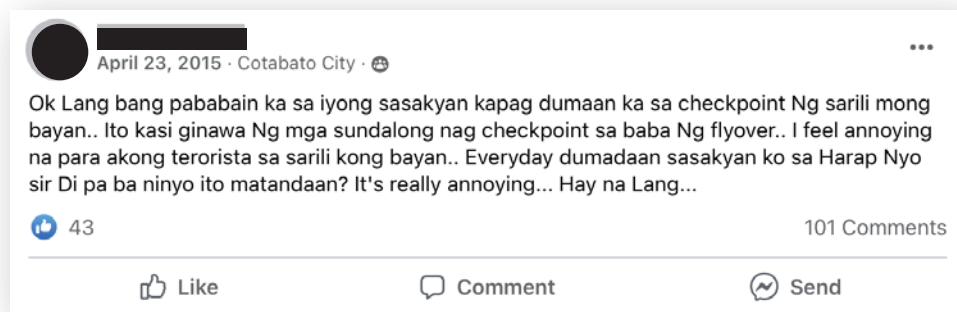 April 23, 2015 · Cotabato City ·
Ok Lang bang pababain ka sa iyong sasakyan kapag dumaan ka sa checkpoint Ng sarili mong
bayan.. Ito kasi ginawa Ng mga sundalong nag checkpoint sa baba Ng flyover.. I feel annoying
na para akong terorista sa sarili kong bayan.. Everyday dumadaan sasakyan ko sa Harap Nyo
sir Di pa ba ninyo ito matandaan? It's really annoying... Hay na Lang...
43 101 Comments
Like Comment Send